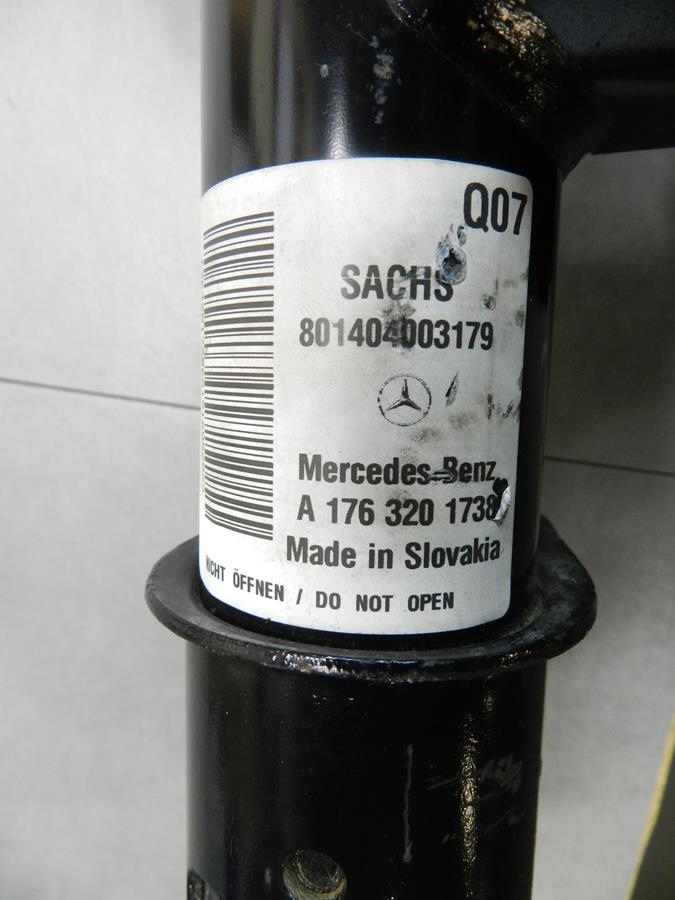 Q07
SACHS
801404003179
Mercedes-Benz
A 176 320 1738
Made in Slovakia
NICHT ÖFFNEN / DO NOT OPEN